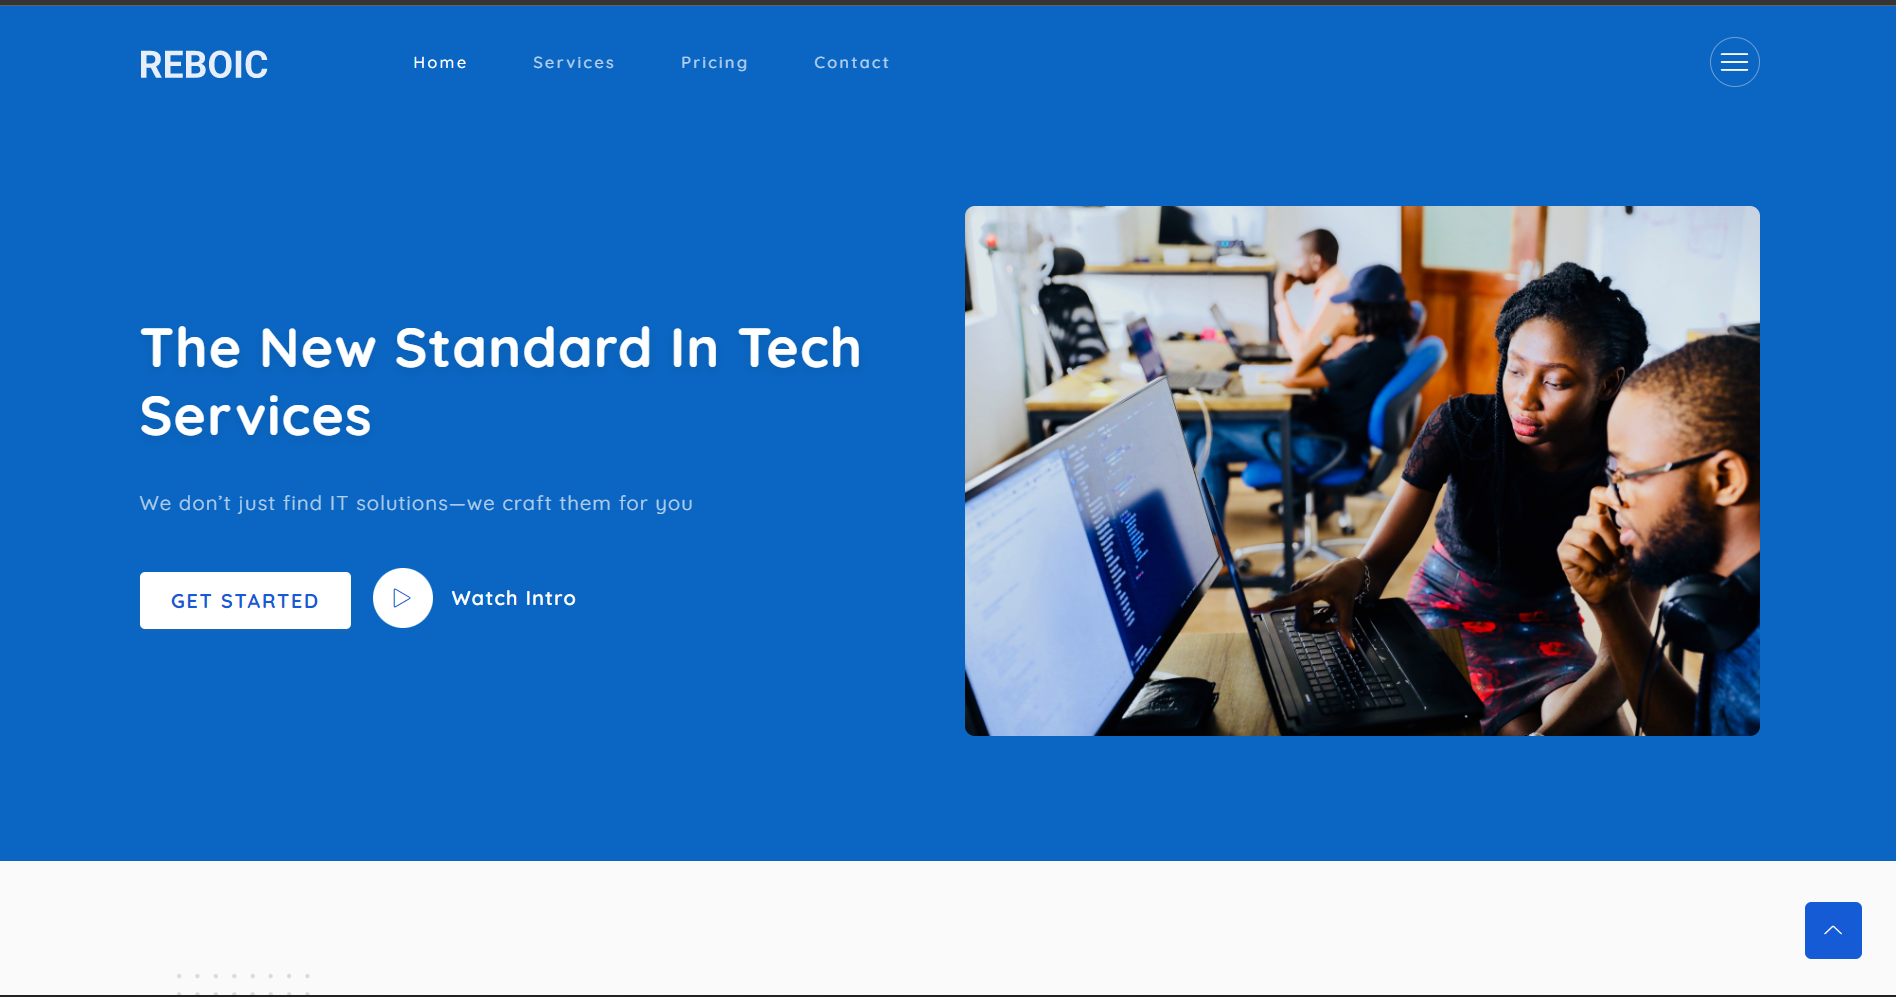 REBOIC
Home
Services
Pricing
Contact
The New Standard In Tech
Services
We don’t just find IT solutions—we craft them for you
GET STARTED
Watch Intro